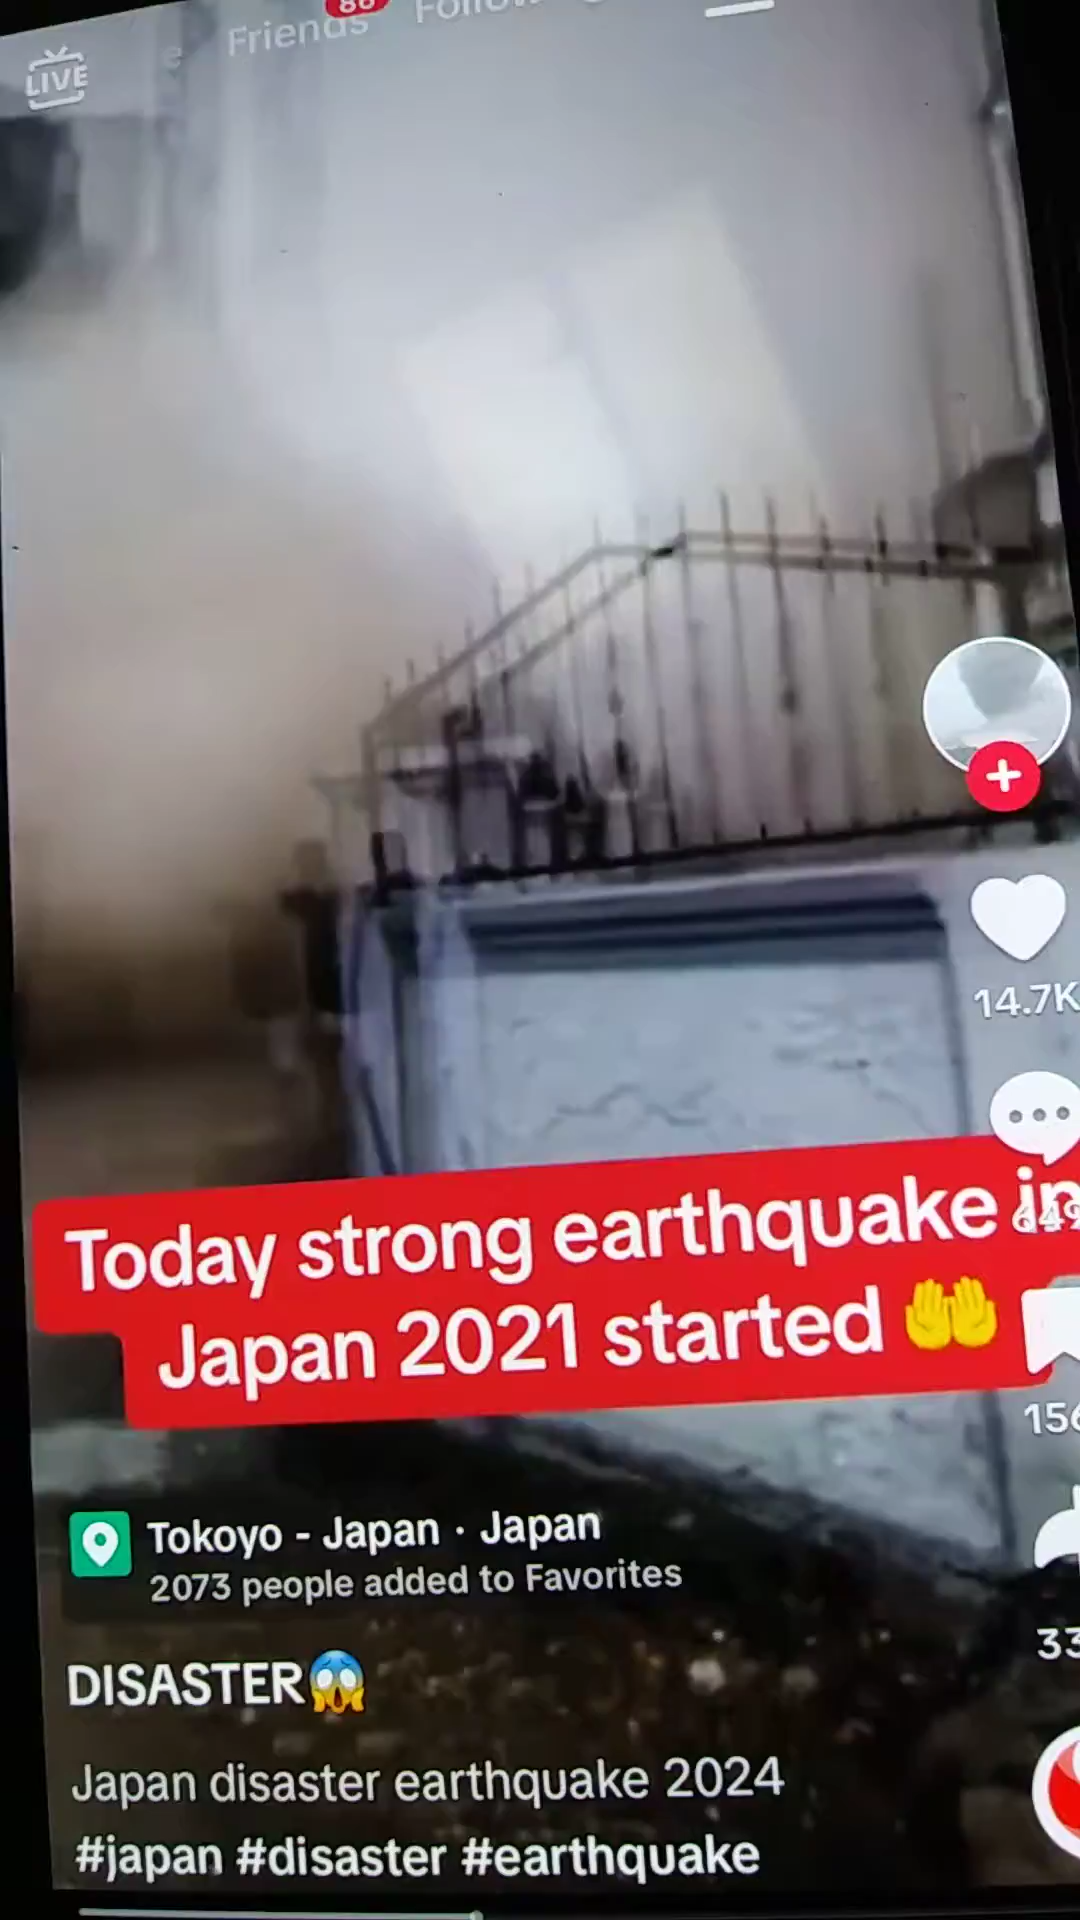 LIVE
Friends
86
14.7K
Today strong earthquake in
Japan 2021 started 🤲
Tokoyo - Japan · Japan
2073 people added to Favorites
DISASTER😱
Japan disaster earthquake 2024
#japan #disaster #earthquake